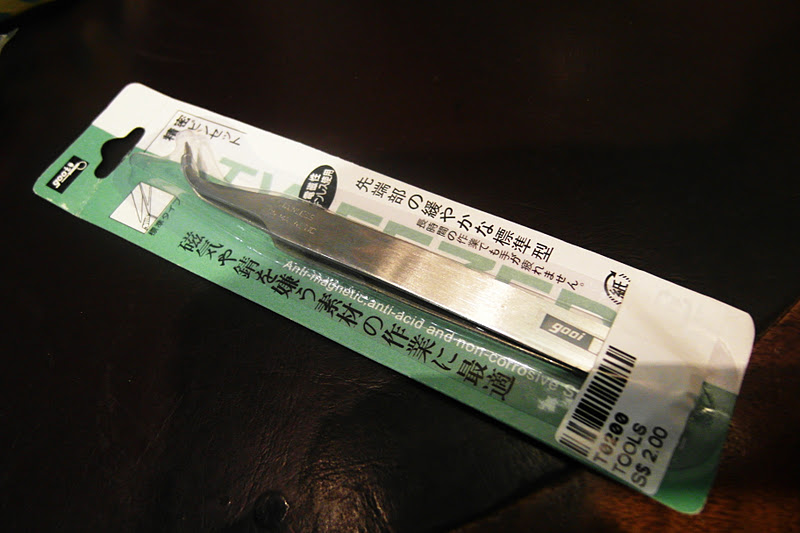 goot
精密ピンセット
先端部の緩やかな標準型
長時間の作業でも手が疲れません。
紙
gooi
Anti-magnetic.anti-acid and non-corrosive
磁気や錆を嫌う素材の作業に最適
T0200
TOOLS
S$ 2.00